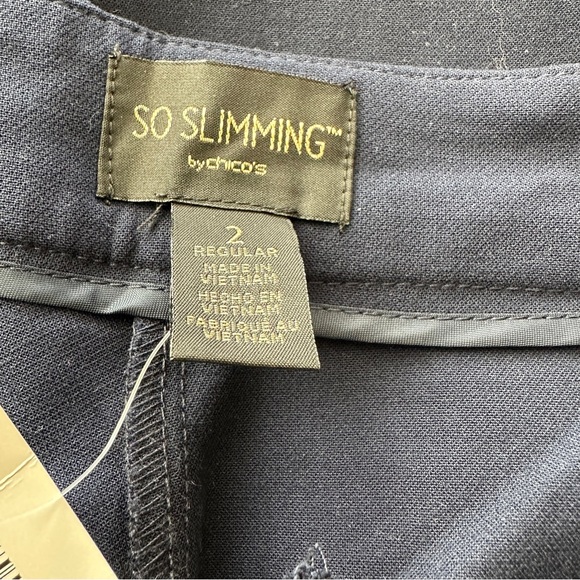 SO SLIMMING™
by chico's
2
REGULAR
MADE IN
VIETNAM
HECHO EN
VIETNAM
FABRIQUE AU
VIETNAM